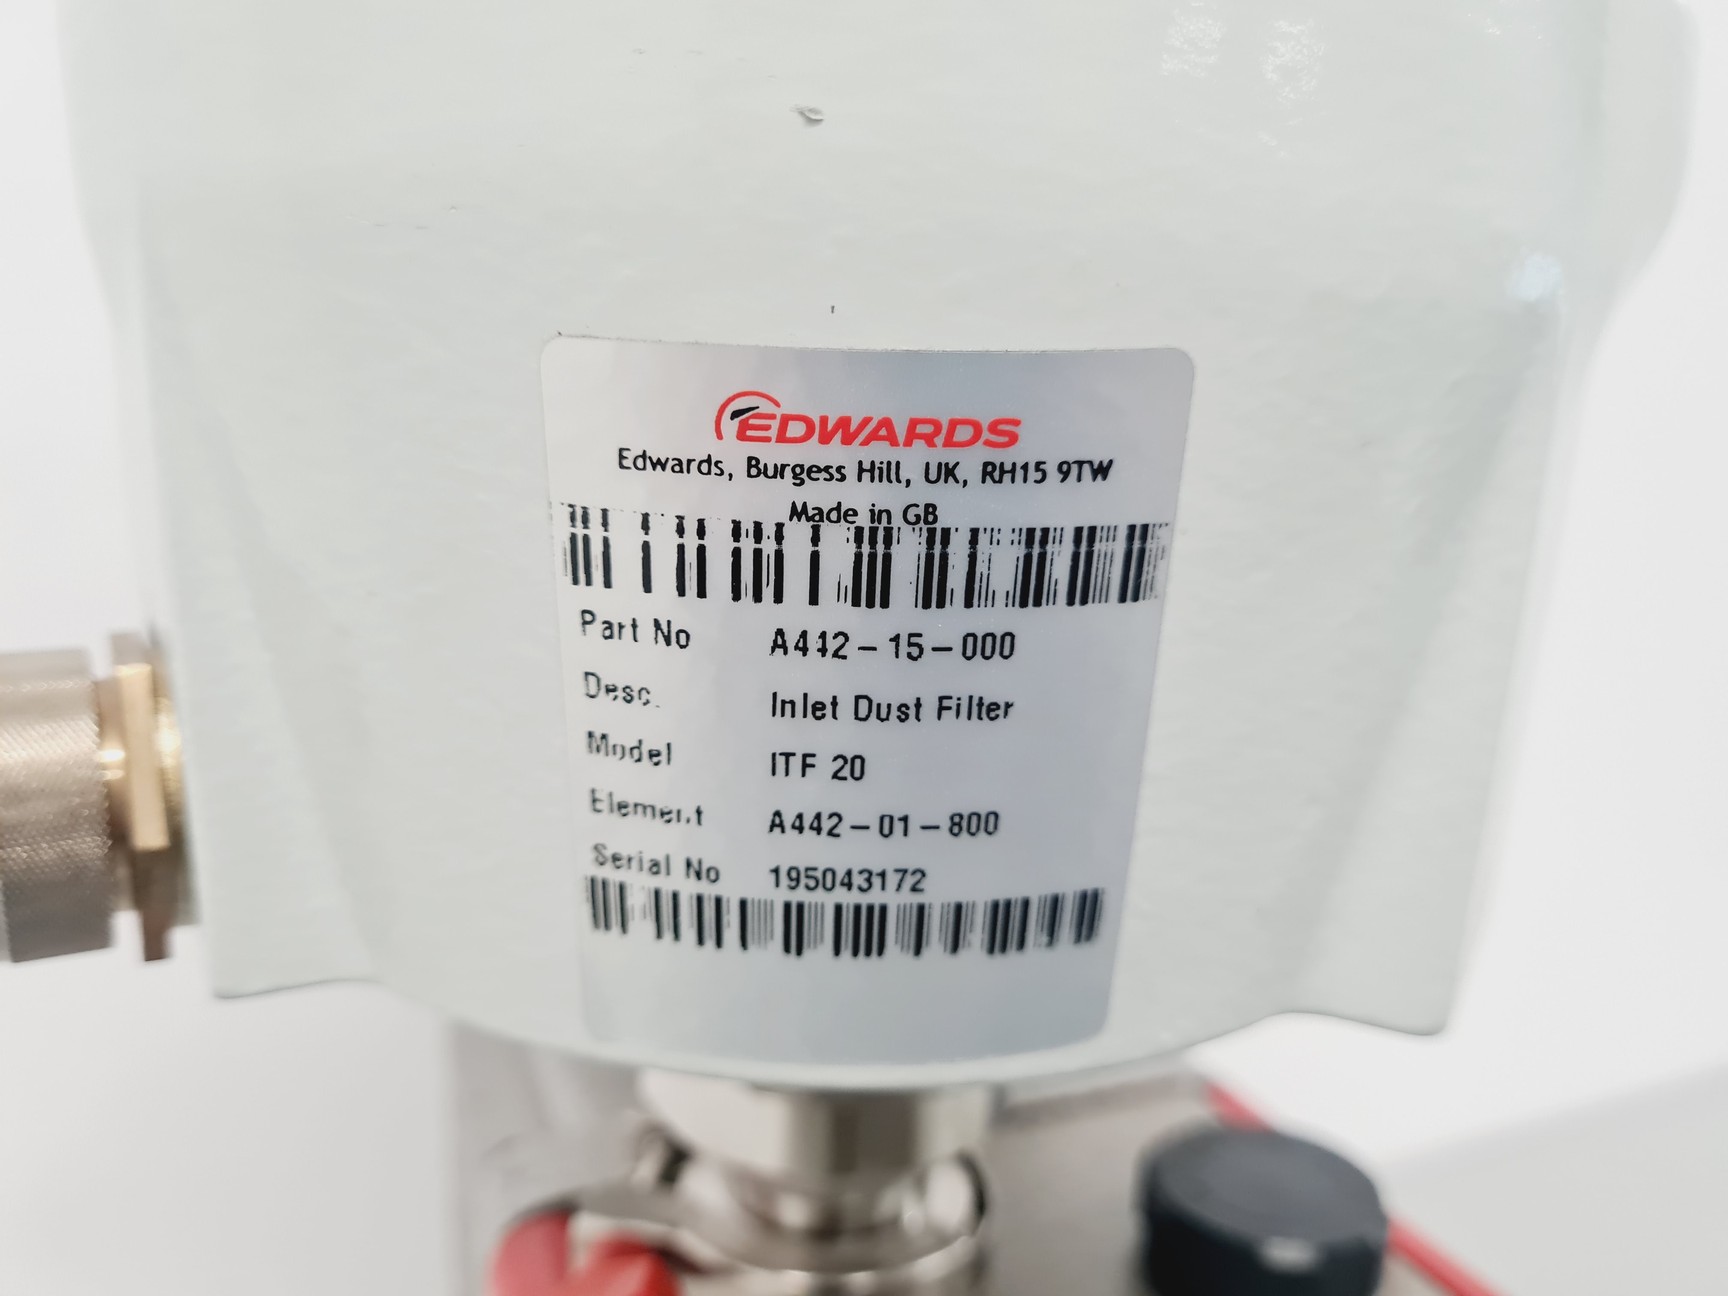 EDWARDS
Edwards, Burgess Hill, UK, RH15 9TW
Made in GB
Part No A442-15-000
Desc. Inlet Dust Filter
Model ITF 20
Element A442-01-800
Serial No 195043172